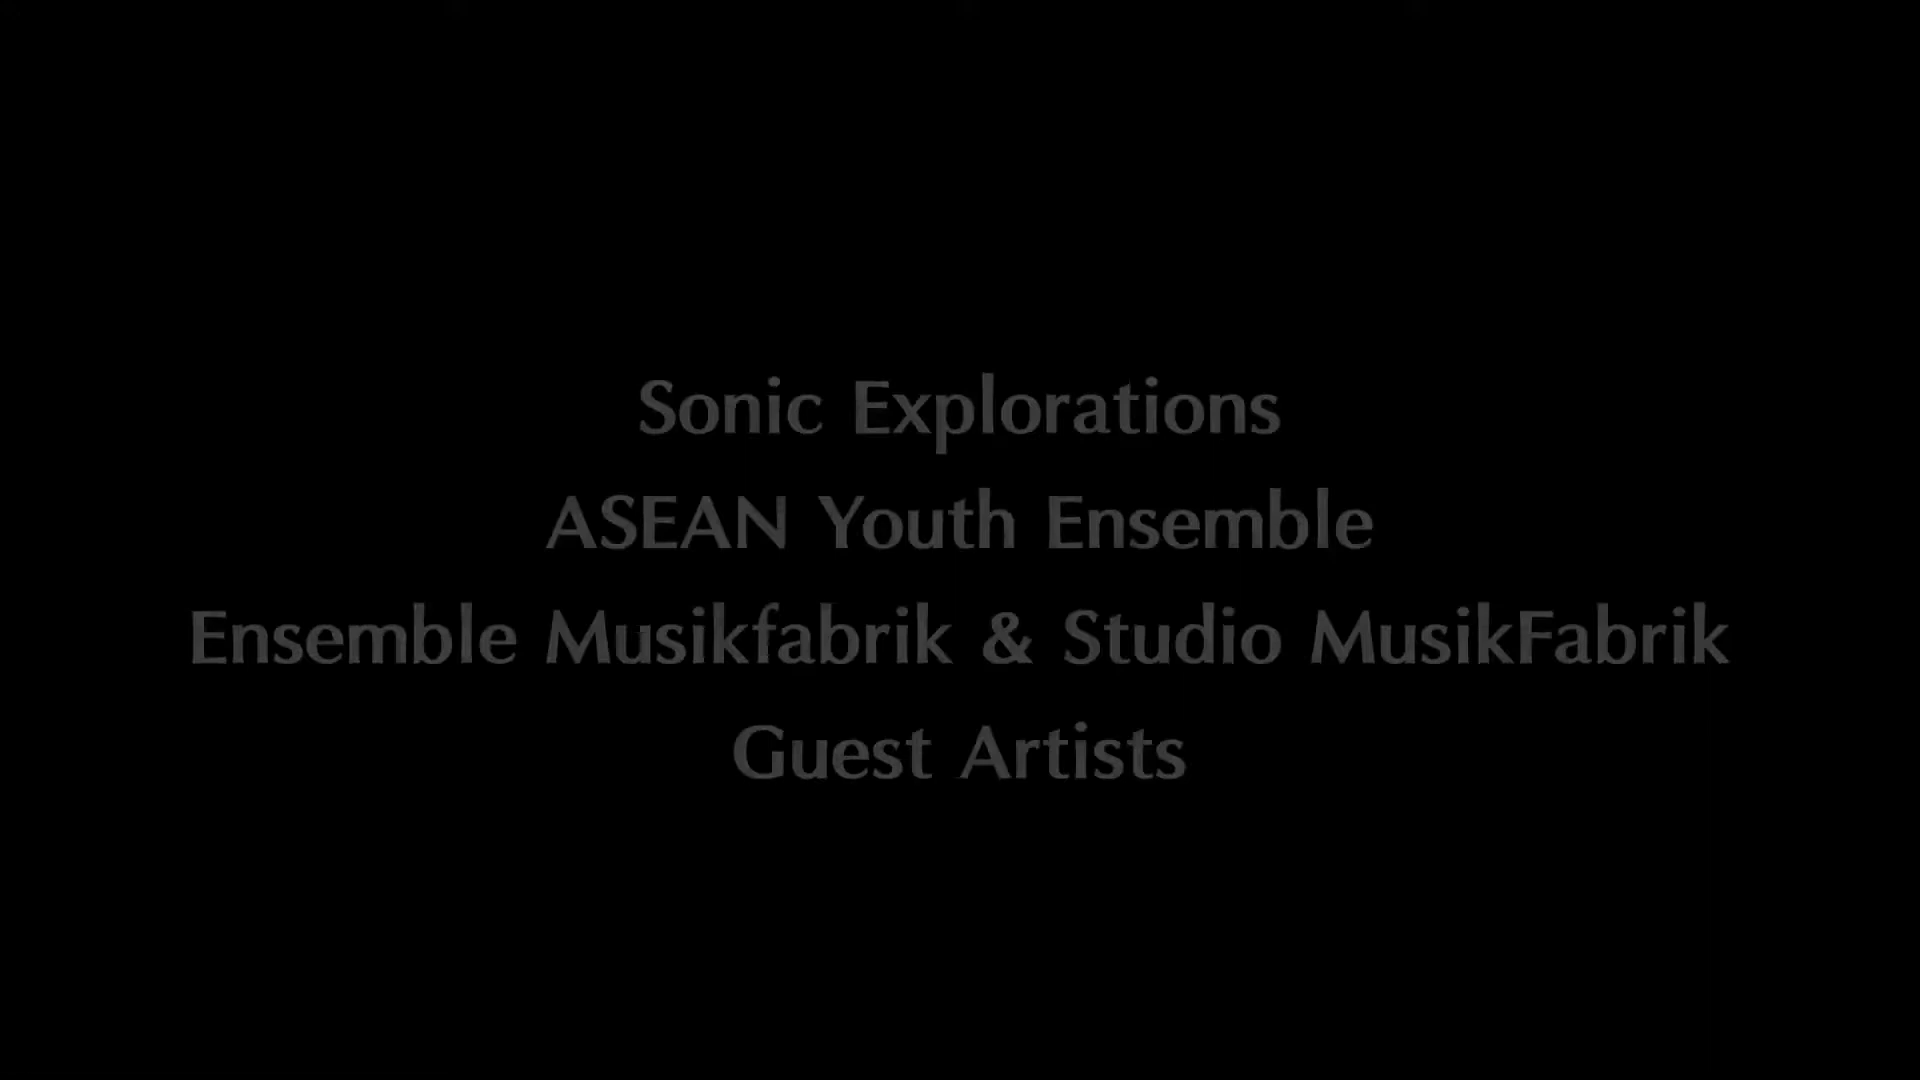 Sonic Explorations
ASEAN Youth Ensemble
Ensemble Musikfabrik & Studio MusikFabrik
Guest Artists